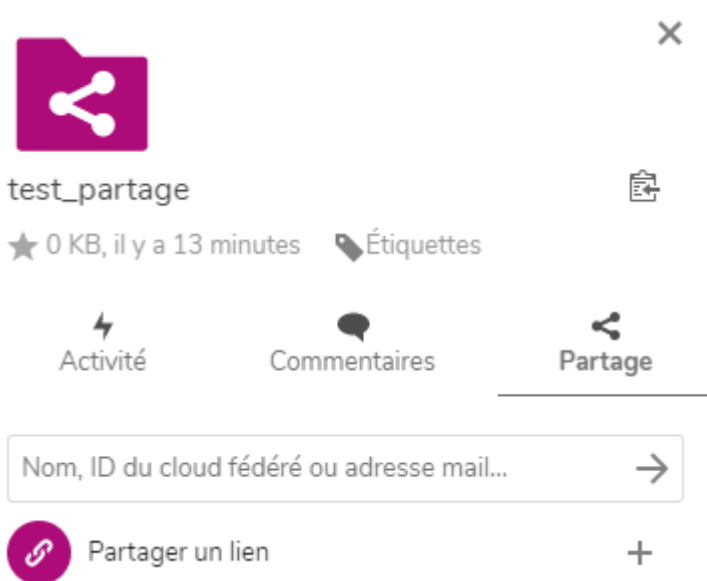 test_partage
0 KB, il y a 13 minutes Étiquettes
Activité Commentaires Partage
Nom, ID du cloud fédéré ou adresse mail...
Partager un lien